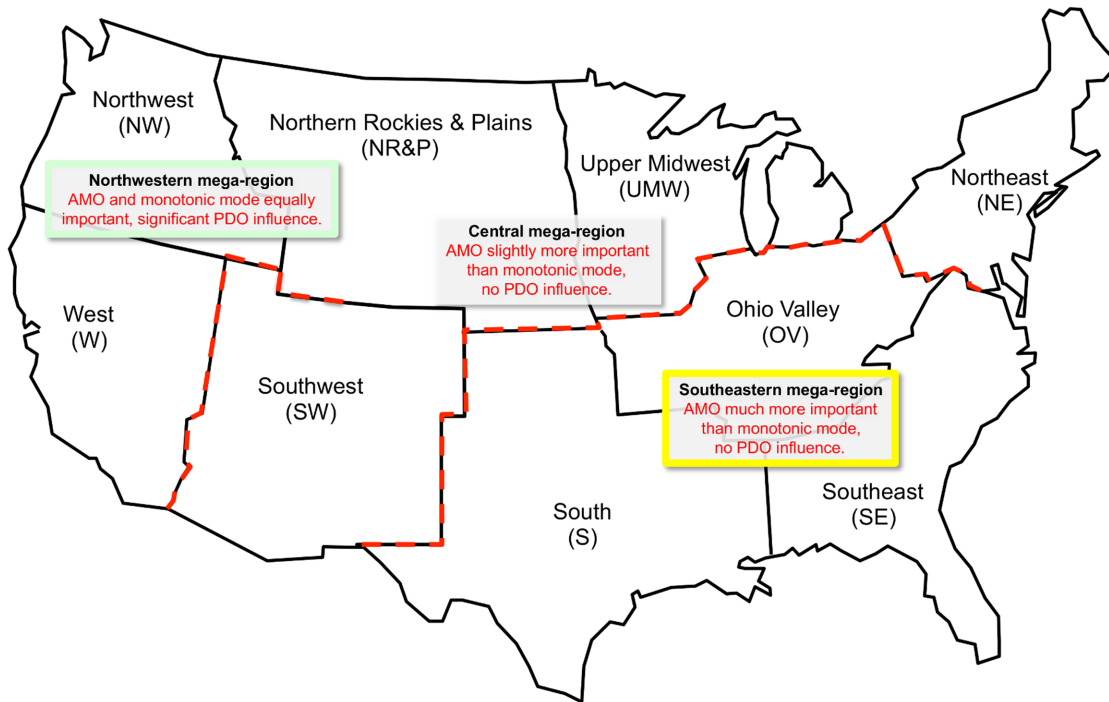 Northwest
(NW)
Northern Rockies & Plains
(NR&P)
Upper Midwest
(UMW)
Northeast
(NE)
Northwestern mega-region
AMO and monotonic mode equally
important, significant PDO influence.
Central mega-region
AMO slightly more important
than monotonic mode,
no PDO influence.
West
(W)
Ohio Valley
(OV)
Southwest
(SW)
Southeastern mega-region
AMO much more important
than monotonic mode,
no PDO influence.
South
(S)
Southeast
(SE)